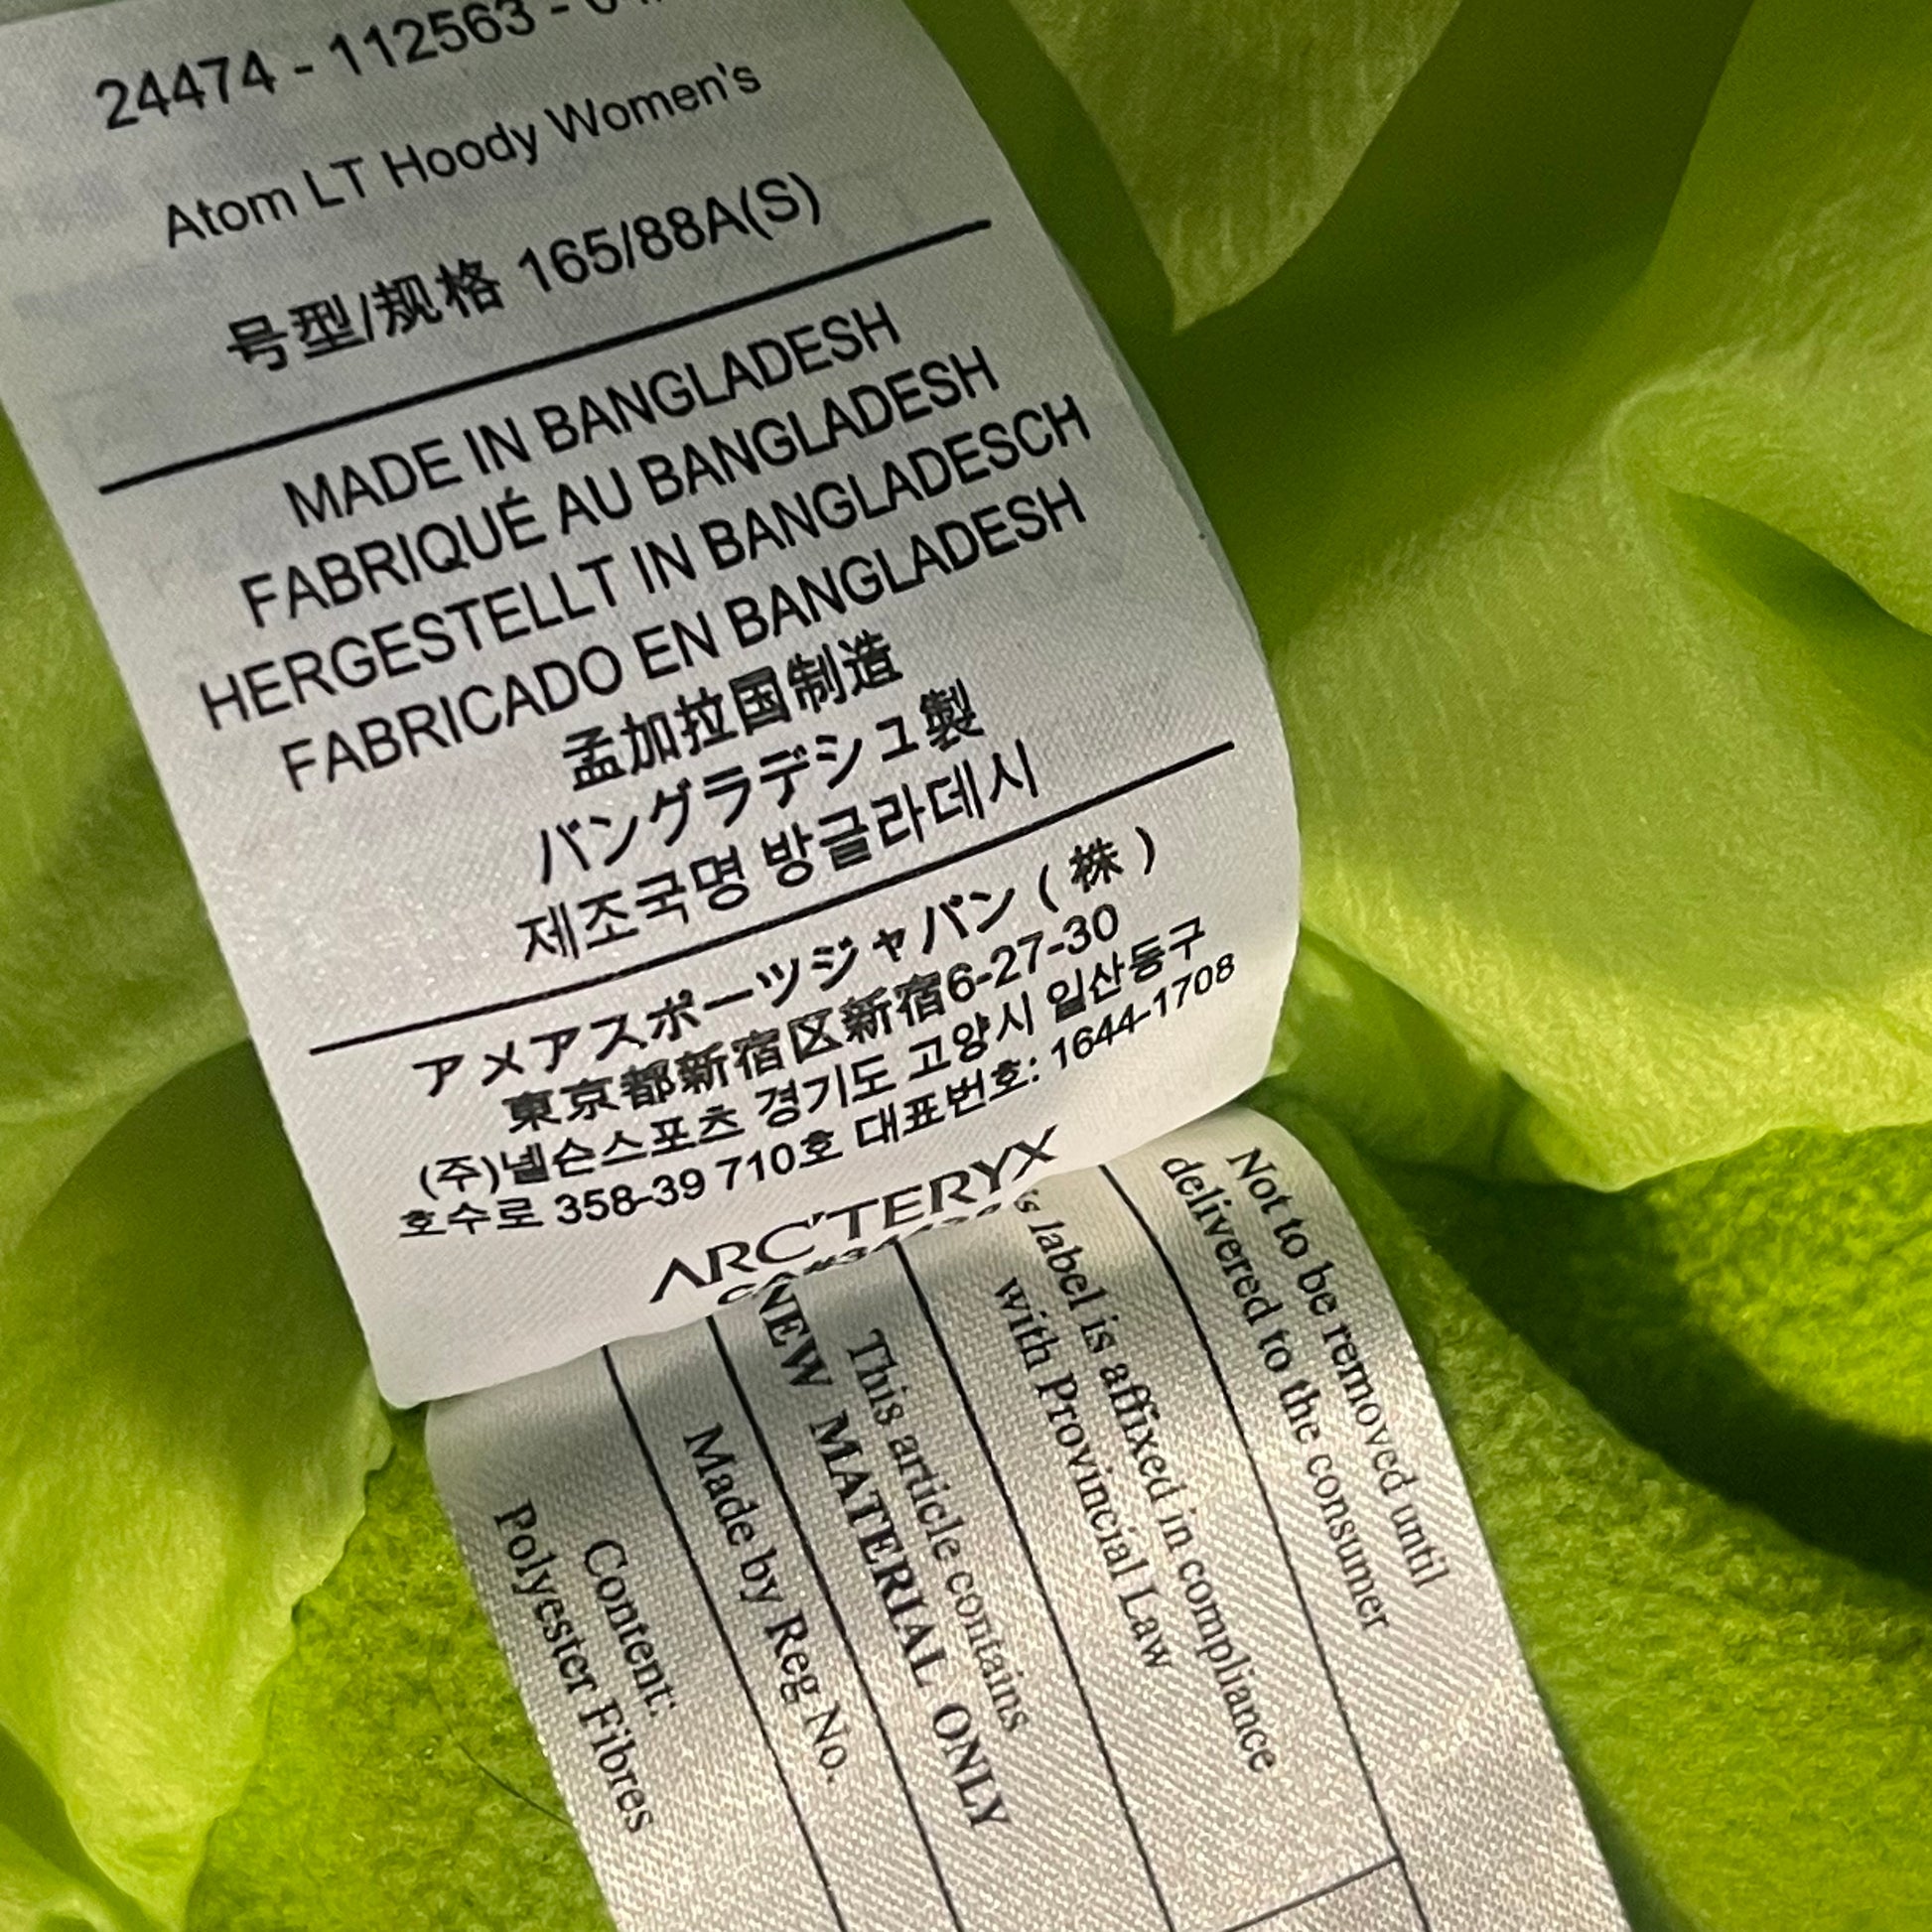 24474 - 112563 -
Atom LT Hoody Women's
号型/规格 165/88A(S)
MADE IN BANGLADESH
FABRIQUÉ AU BANGLADESH
HERGESTELLT IN BANGLADESCH
FABRICADO EN BANGLADESH
孟加拉国制造
バングラデシュ製
제조국명 방글라데시
アメアスポーツジャパン ( 株 )
東京都新宿区新宿6-27-30
(주)넬슨스포츠 경기도 고양시 일산동구
호수로 358-39 710호 대표번호: 1644-1708
ARC'TERYX
Not to be removed until
delivered to the consumer
label is affixed in compliance
with Provincial Law
This article contains
NEW MATERIAL ONLY
Made by Reg No.
Content:
Polyester Fibres